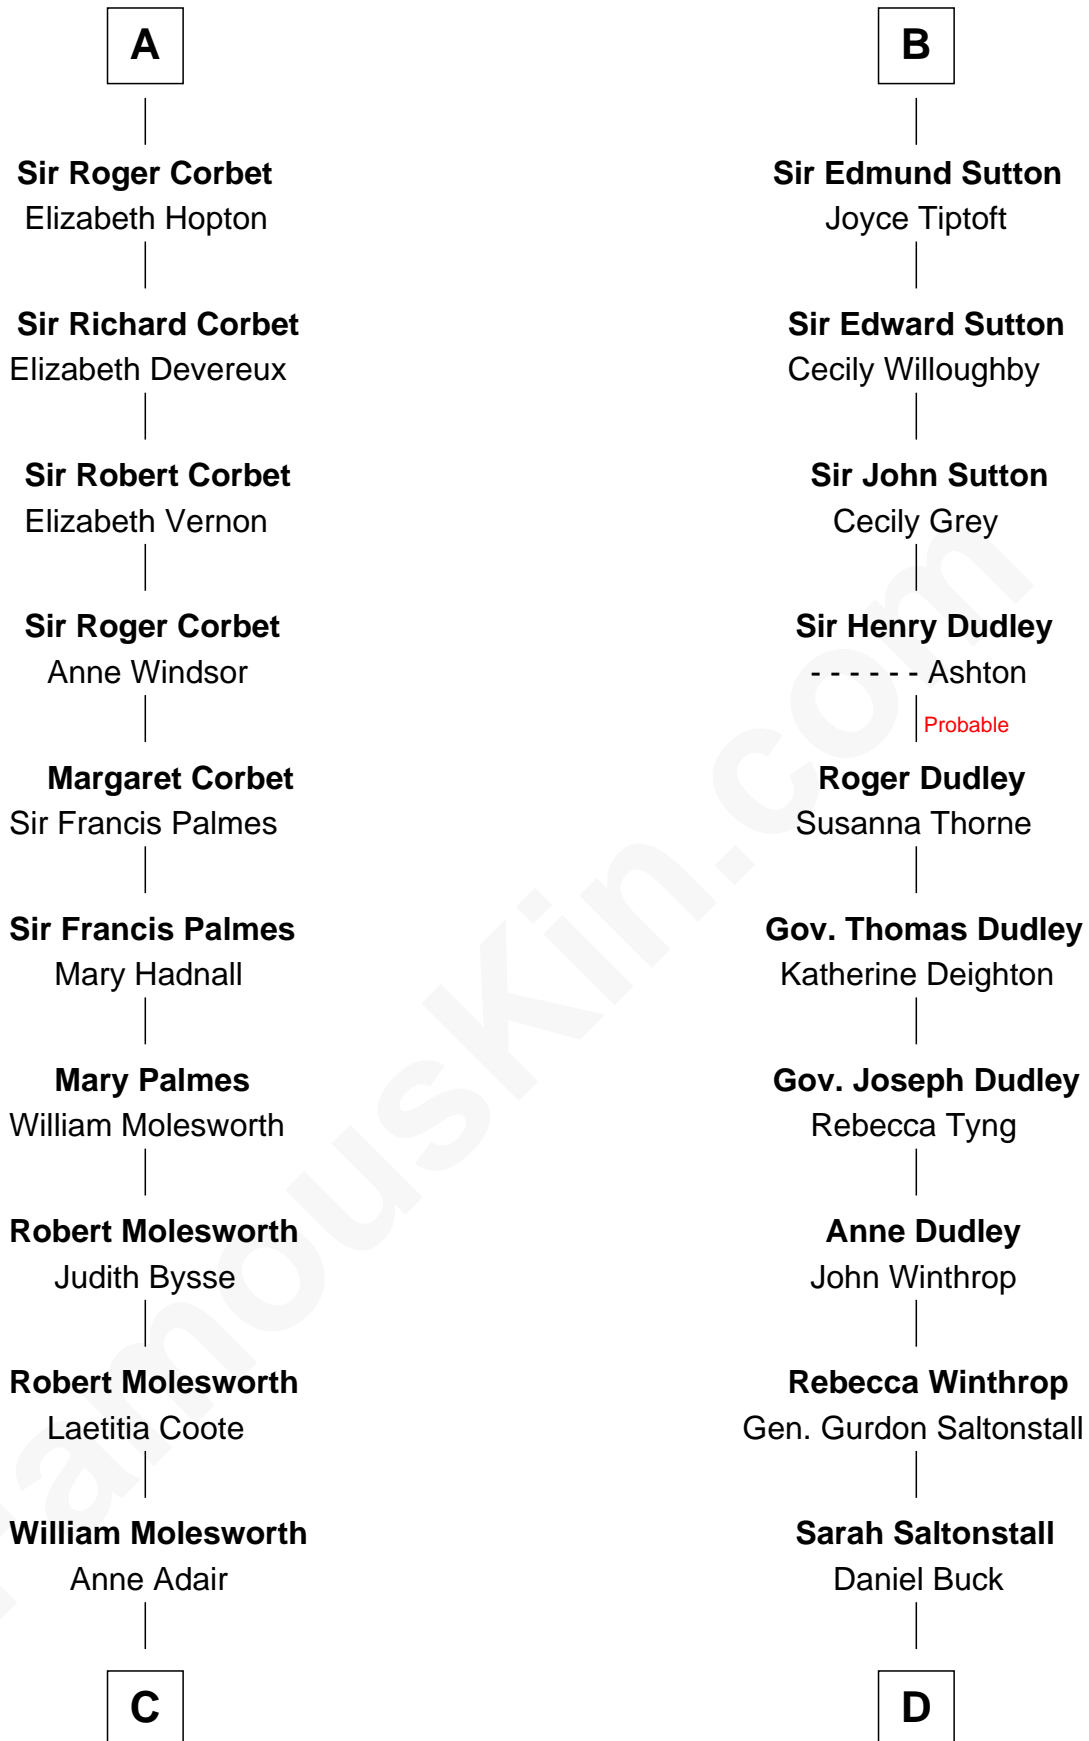 A
Sir Roger Corbet
Elizabeth Hopton
Sir Richard Corbet
Elizabeth Devereux
Sir Robert Corbet
Elizabeth Vernon
Sir Roger Corbet
Anne Windsor
Margaret Corbet
Sir Francis Palmes
Sir Francis Palmes
Mary Hadnall
Mary Palmes
William Molesworth
Robert Molesworth
Judith Bysse
Robert Molesworth
Laetitia Coote
William Molesworth
Anne Adair
C
B
Sir Edmund Sutton
Joyce Tiptoft
Sir Edward Sutton
Cecily Willoughby
Sir John Sutton
Cecily Grey
Sir Henry Dudley
- - - - - - Ashton
Probable
Roger Dudley
Susanna Thorne
Gov. Thomas Dudley
Katherine Deighton
Gov. Joseph Dudley
Rebecca Tyng
Anne Dudley
John Winthrop
Rebecca Winthrop
Gen. Gurdon Saltonstall
Sarah Saltonstall
Daniel Buck
D
FamousKin.com